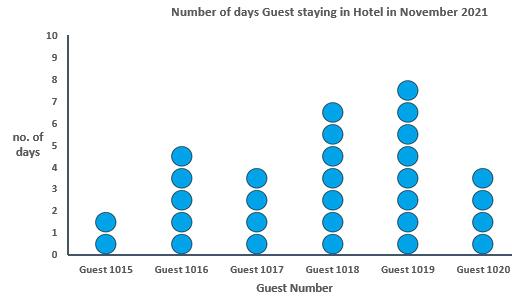 Number of days Guest staying in Hotel in November 2021
10
9
8
7
6
5
4
3
2
1
0
no. of
days
Guest 1015 Guest 1016 Guest 1017 Guest 1018 Guest 1019 Guest 1020
Guest Number